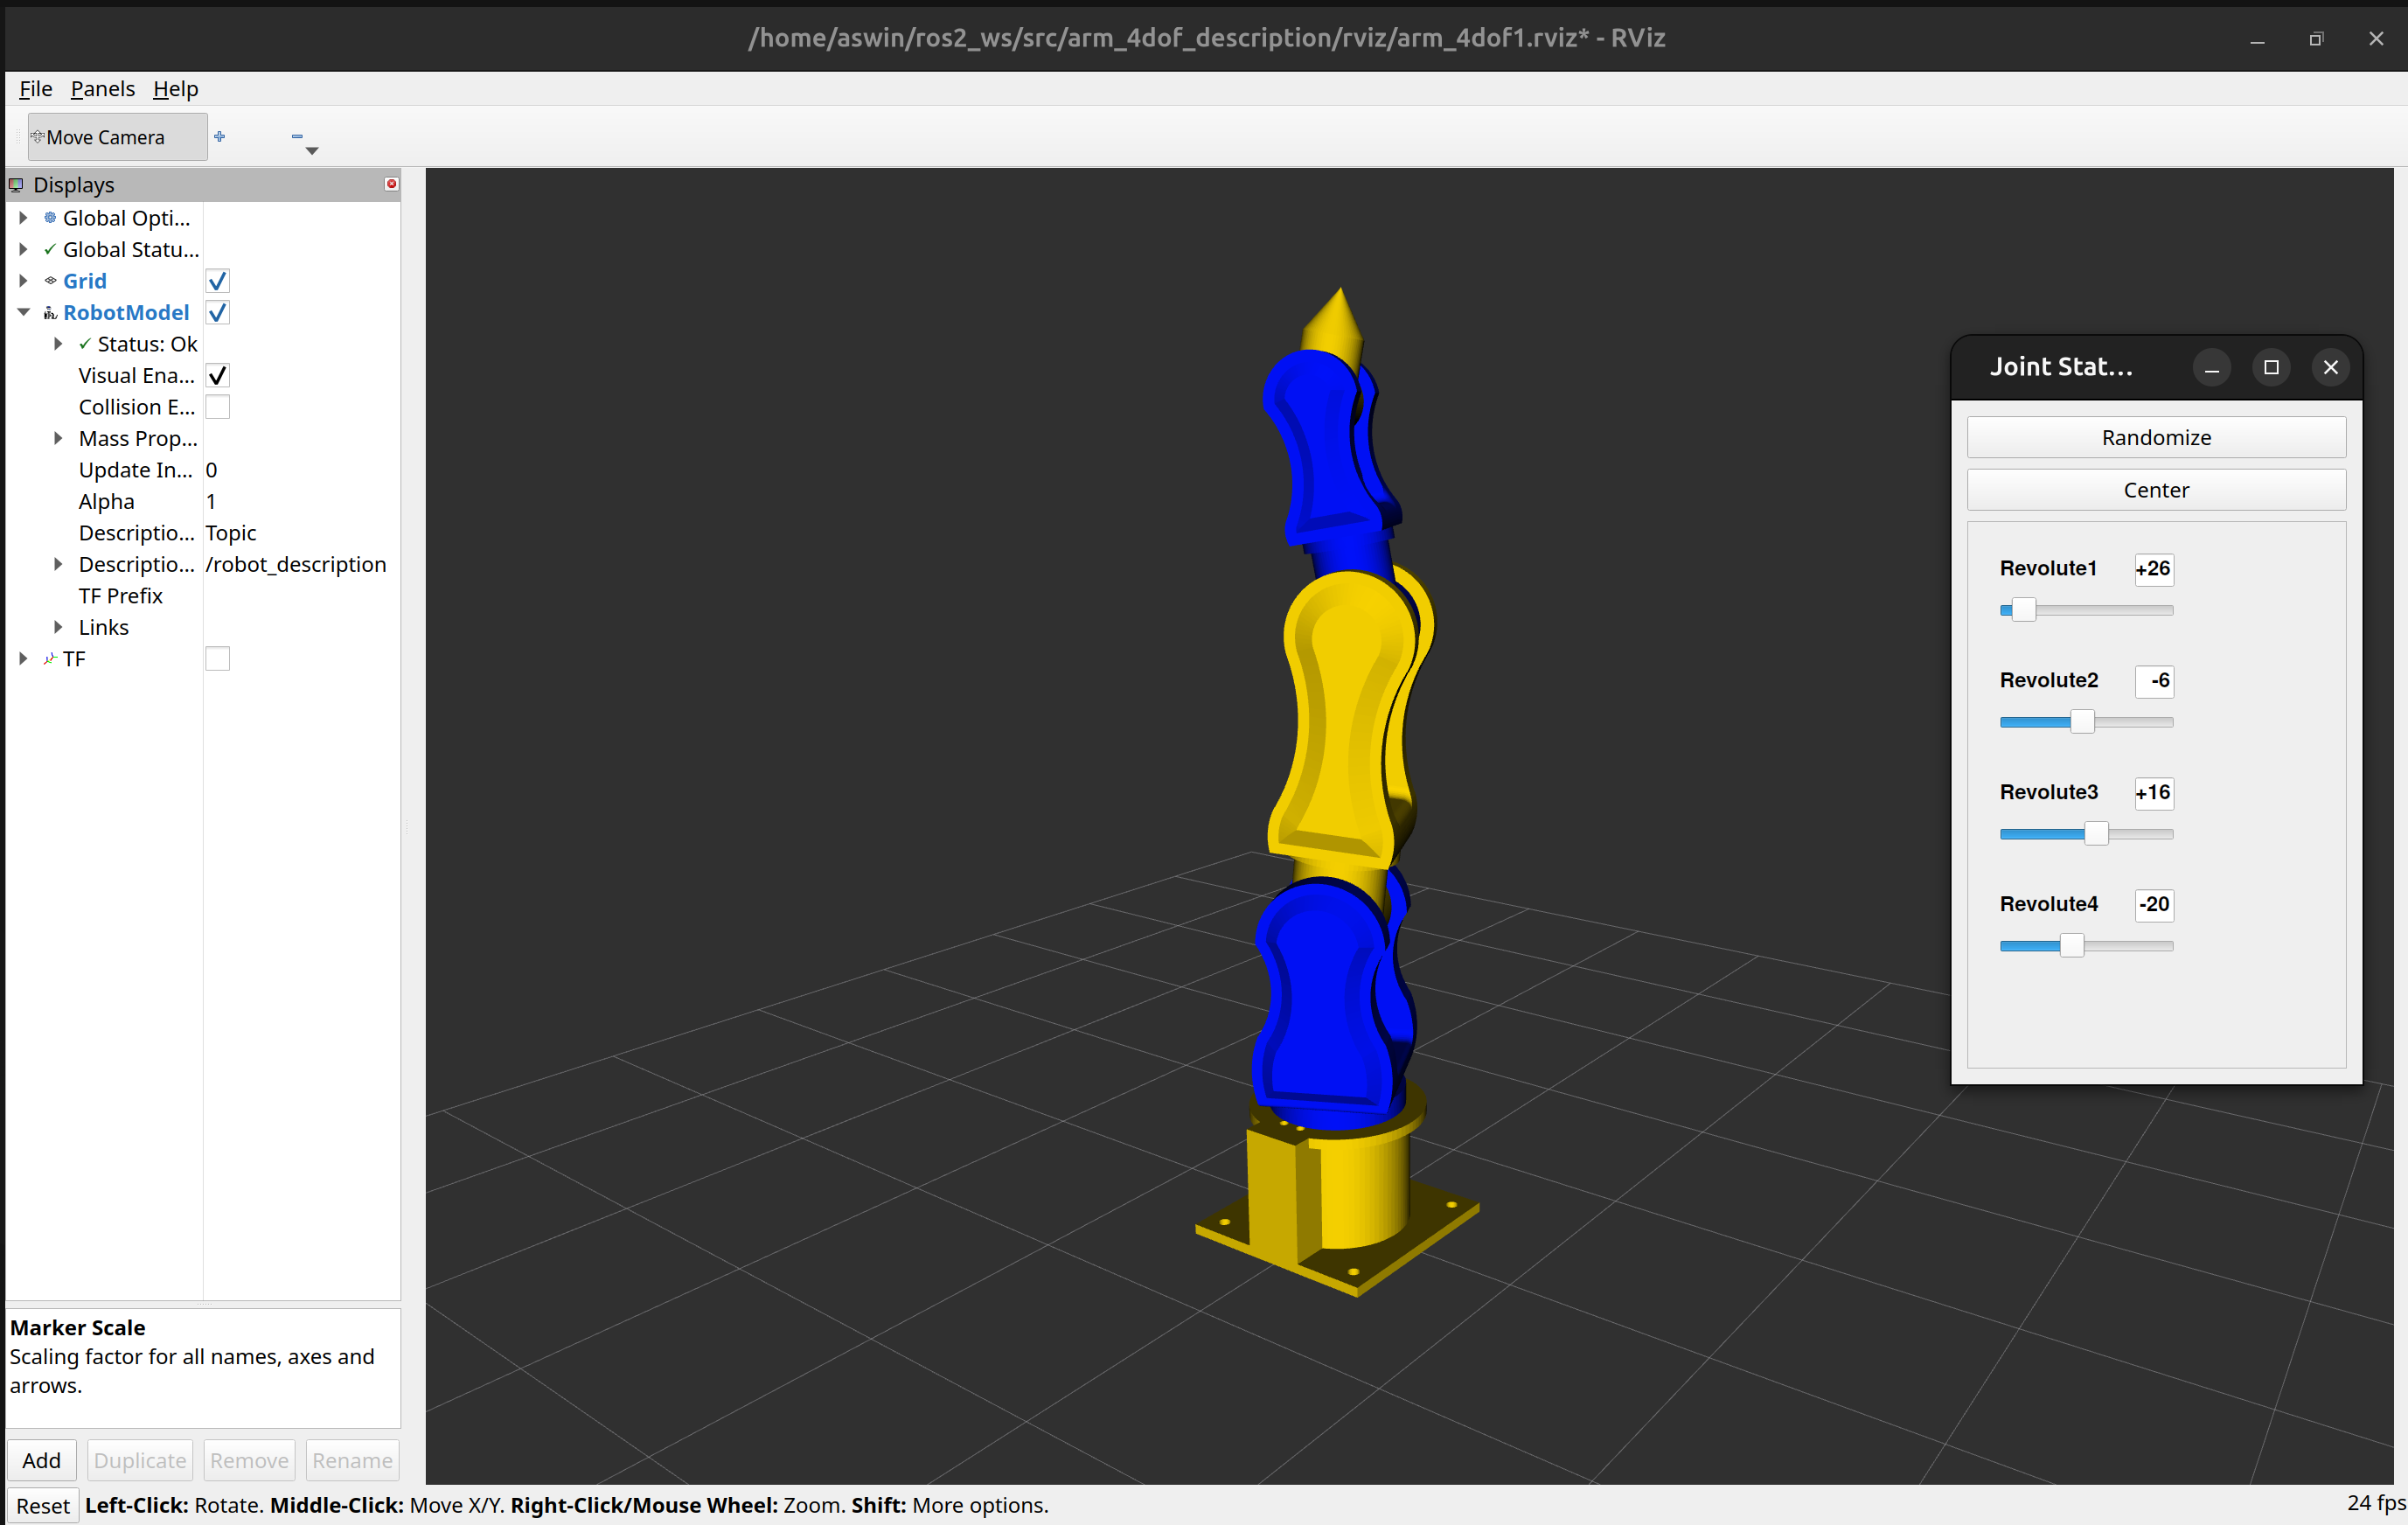 /home/aswin/ros2_ws/src/arm_4dof_description/rviz/arm_4dof1.rviz* - RViz
File Panels Help
Move Camera
Displays
Global Opti...
Global Statu...
Grid
RobotModel
Status: Ok
Visual Ena...
Collision E...
Mass Prop...
Update In... 0
Alpha 1
Descriptio... Topic
Descriptio... /robot_description
TF Prefix
Links
TF
Marker Scale
Scaling factor for all names, axes and
arrows.
Add Duplicate Remove Rename
Reset Left-Click: Rotate. Middle-Click: Move X/Y. Right-Click/Mouse Wheel: Zoom. Shift: More options.
24 fps
Joint Stat...
Randomize
Center
Revolute1 +26
Revolute2 -6
Revolute3 +16
Revolute4 -20